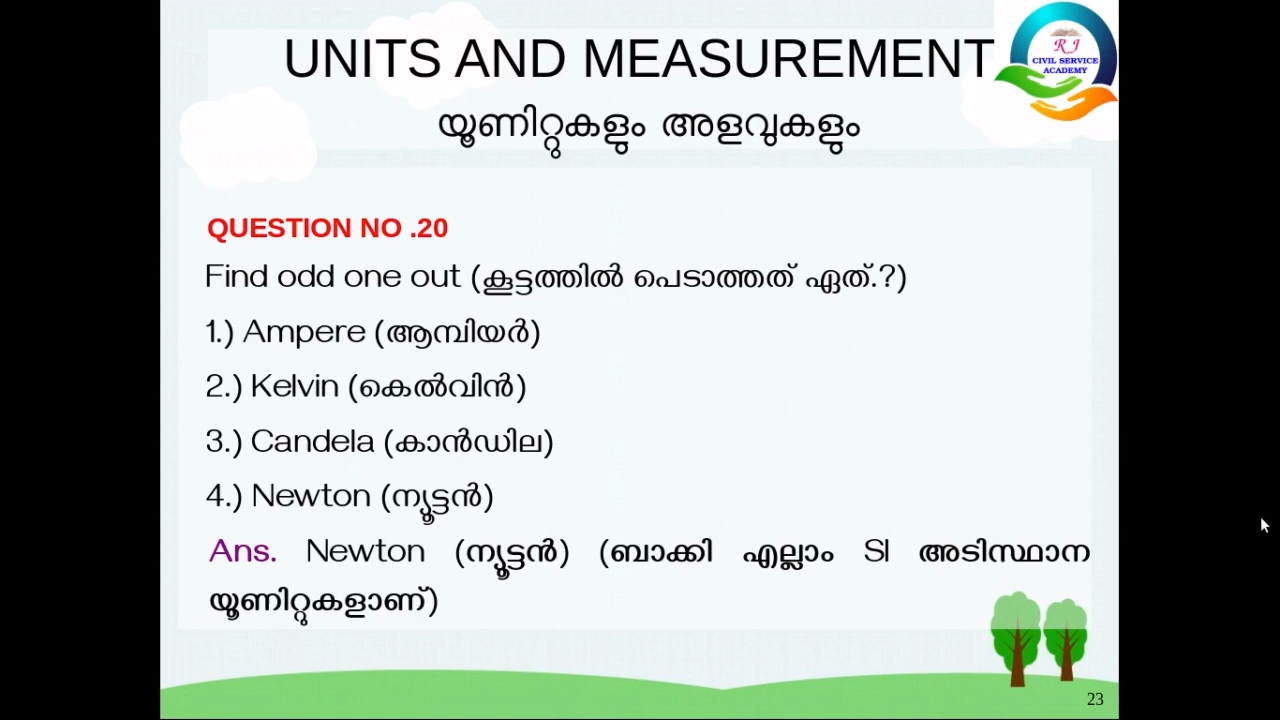 UNITS AND MEASUREMENT
യൂണിറ്റുകളും അളവുകളും
RJ
CIVIL SERVICE
ACADEMY
QUESTION NO .20
Find odd one out (കൂട്ടത്തിൽ പെടാത്തത് ഏത്.?)
1.) Ampere (ആമ്പിയർ)
2.) Kelvin (കെൽവിൻ)
3.) Candela (കാൻഡില)
4.) Newton (ന്യൂട്ടൻ)
Ans. Newton (ന്യൂട്ടൻ) (ബാക്കി എല്ലാം SI അടിസ്ഥാന
യൂണിറ്റുകളാണ്)
23